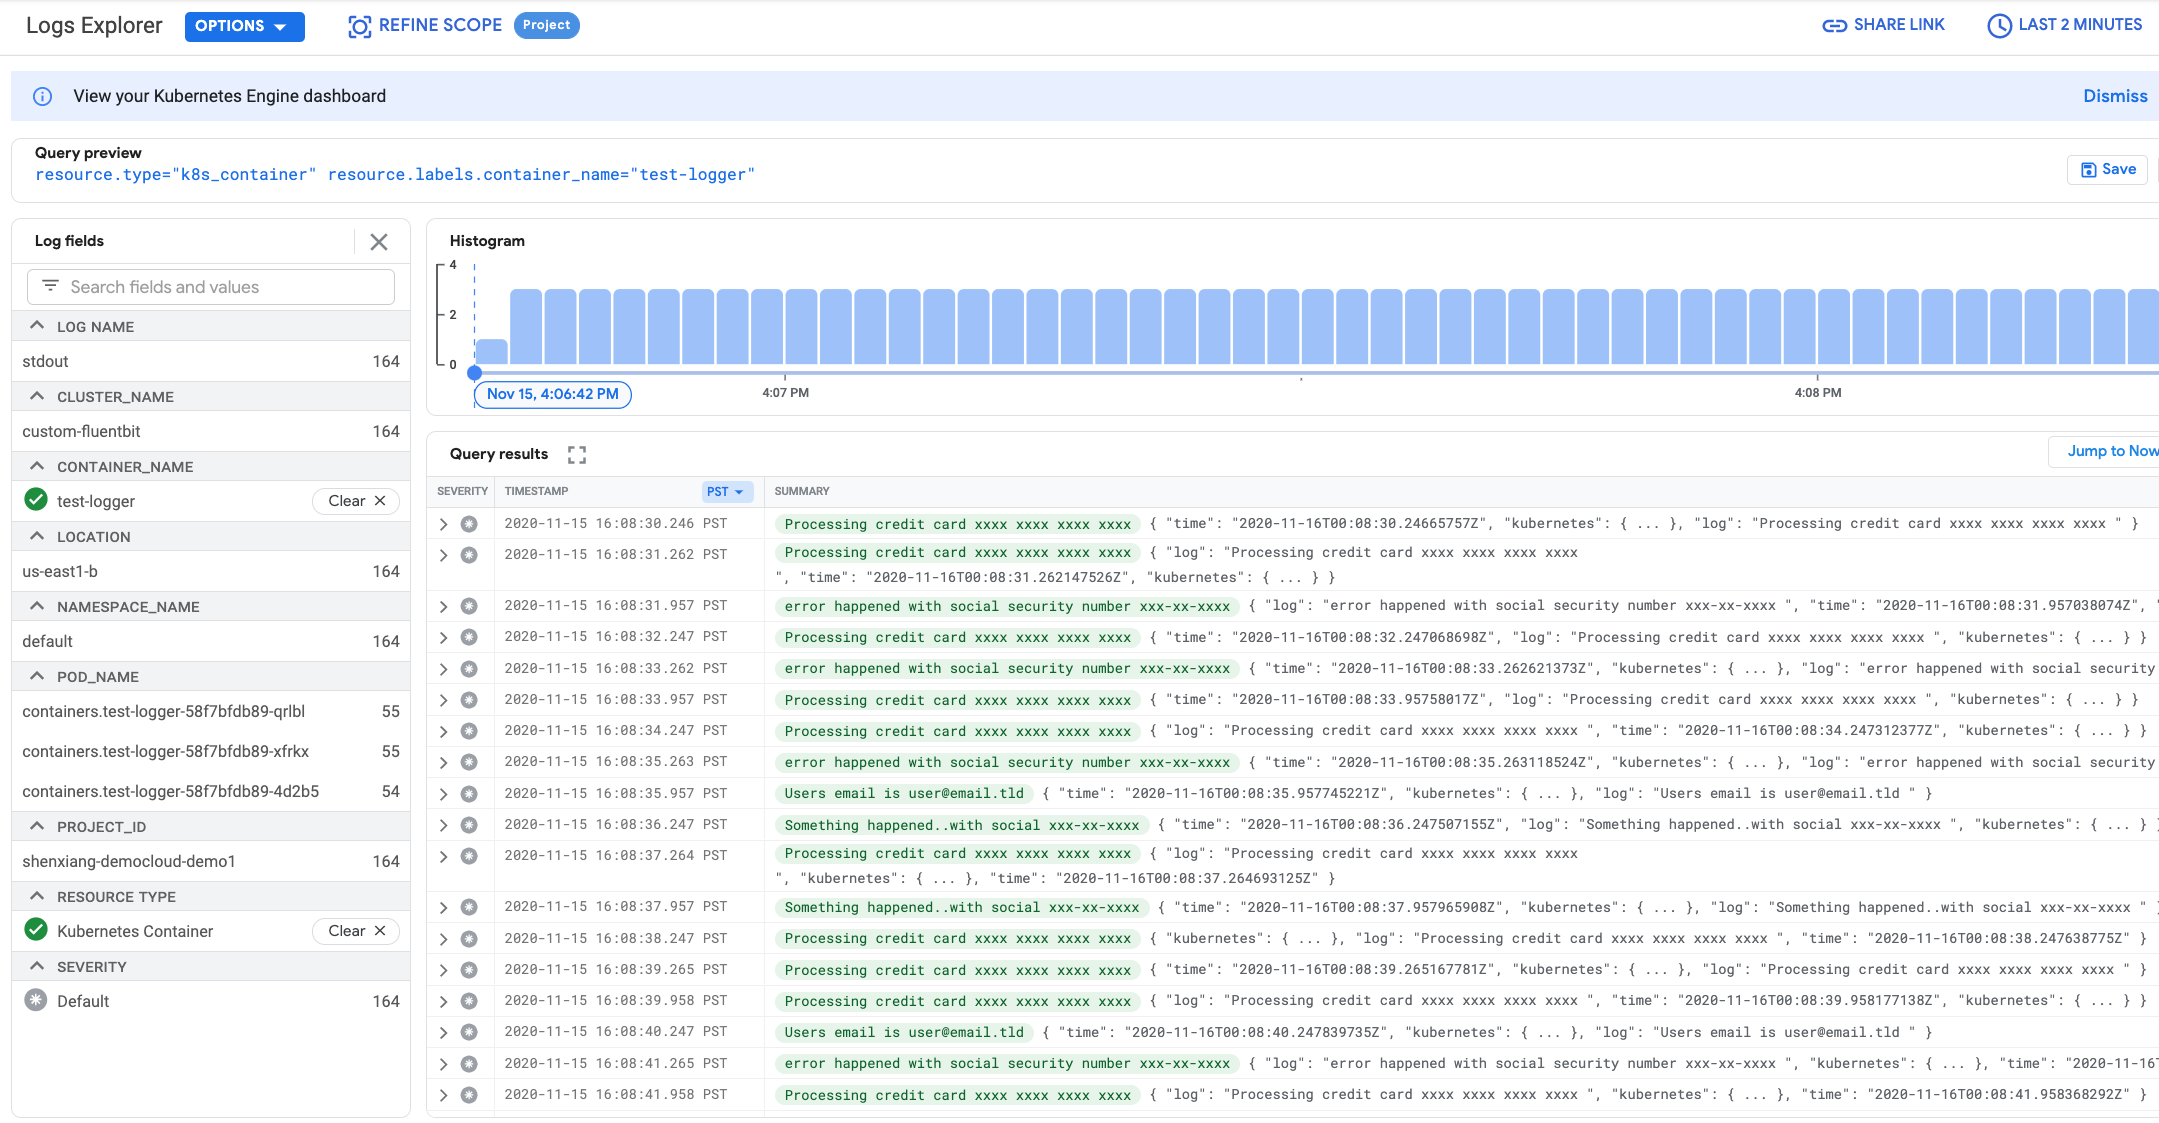 Logs Explorer OPTIONS REFINE SCOPE Project SHARE LINK LAST 2 MINUTES
View your Kubernetes Engine dashboard Dismiss
Query preview
resource.type="k8s_container" resource.labels.container_name="test-logger"
Save
Log fields
Search fields and values
LOG NAME
stdout 164
CLUSTER_NAME
custom-fluentbit 164
CONTAINER_NAME
test-logger Clear
LOCATION
us-east1-b 164
NAMESPACE_NAME
default 164
POD_NAME
containers.test-logger-58f7bfdb89-qrlbl 55
containers.test-logger-58f7bfdb89-xfrkx 55
containers.test-logger-58f7bfdb89-4d2b5 54
PROJECT_ID
shenxiang-democloud-demo1 164
RESOURCE TYPE
Kubernetes Container Clear
SEVERITY
Default 164
Histogram
4
2
0
Nov 15, 4:06:42 PM
4:07 PM 4:08 PM
Query results Jump to Now
SEVERITY TIMESTAMP PST SUMMARY
2020-11-15 16:08:30.246 PST Processing credit card xxxx xxxx xxxx xxxx { "time": "2020-11-16T00:08:30.24665757Z", "kubernetes": { ... }, "log": "Processing credit card xxxx xxxx xxxx xxxx " }
2020-11-15 16:08:31.262 PST Processing credit card xxxx xxxx xxxx xxxx { "log": "Processing credit card xxxx xxxx xxxx xxxx
", "time": "2020-11-16T00:08:31.262147526Z", "kubernetes": { ... } }
2020-11-15 16:08:31.957 PST error happened with social security number xxx-xx-xxxx { "log": "error happened with social security number xxx-xx-xxxx ", "time": "2020-11-16T00:08:31.957038074Z", "
2020-11-15 16:08:32.247 PST Processing credit card xxxx xxxx xxxx xxxx { "time": "2020-11-16T00:08:32.247068698Z", "log": "Processing credit card xxxx xxxx xxxx xxxx ", "kubernetes": { ... } }
2020-11-15 16:08:33.262 PST error happened with social security number xxx-xx-xxxx { "time": "2020-11-16T00:08:33.262621373Z", "kubernetes": { ... }, "log": "error happened with social security
2020-11-15 16:08:33.957 PST Processing credit card xxxx xxxx xxxx xxxx { "time": "2020-11-16T00:08:33.95758017Z", "log": "Processing credit card xxxx xxxx xxxx xxxx ", "kubernetes": { ... } }
2020-11-15 16:08:34.247 PST Processing credit card xxxx xxxx xxxx xxxx { "log": "Processing credit card xxxx xxxx xxxx xxxx ", "time": "2020-11-16T00:08:34.247312377Z", "kubernetes": { ... } }
2020-11-15 16:08:35.263 PST error happened with social security number xxx-xx-xxxx { "time": "2020-11-16T00:08:35.263118524Z", "kubernetes": { ... }, "log": "error happened with social security
2020-11-15 16:08:35.957 PST Users email is user@email.tld { "time": "2020-11-16T00:08:35.957745221Z", "kubernetes": { ... }, "log": "Users email is user@email.tld " }
2020-11-15 16:08:36.247 PST Something happened..with social xxx-xx-xxxx { "time": "2020-11-16T00:08:36.247507155Z", "log": "Something happened..with social xxx-xx-xxxx ", "kubernetes": { ... } }
2020-11-15 16:08:37.264 PST Processing credit card xxxx xxxx xxxx xxxx { "log": "Processing credit card xxxx xxxx xxxx xxxx
", "kubernetes": { ... }, "time": "2020-11-16T00:08:37.264693125Z" }
2020-11-15 16:08:37.957 PST Something happened..with social xxx-xx-xxxx { "time": "2020-11-16T00:08:37.957965908Z", "kubernetes": { ... }, "log": "Something happened..with social xxx-xx-xxxx " }
2020-11-15 16:08:38.247 PST Processing credit card xxxx xxxx xxxx xxxx { "kubernetes": { ... }, "log": "Processing credit card xxxx xxxx xxxx xxxx ", "time": "2020-11-16T00:08:38.247638775Z" }
2020-11-15 16:08:39.265 PST Processing credit card xxxx xxxx xxxx xxxx { "time": "2020-11-16T00:08:39.265167781Z", "kubernetes": { ... }, "log": "Processing credit card xxxx xxxx xxxx xxxx " }
2020-11-15 16:08:39.958 PST Processing credit card xxxx xxxx xxxx xxxx { "log": "Processing credit card xxxx xxxx xxxx xxxx ", "time": "2020-11-16T00:08:39.958177138Z", "kubernetes": { ... } }
2020-11-15 16:08:40.247 PST Users email is user@email.tld { "time": "2020-11-16T00:08:40.247839735Z", "kubernetes": { ... }, "log": "Users email is user@email.tld " }
2020-11-15 16:08:41.265 PST error happened with social security number xxx-xx-xxxx { "log": "error happened with social security number xxx-xx-xxxx ", "kubernetes": { ... }, "time": "2020-11-16T
2020-11-15 16:08:41.958 PST Processing credit card xxxx xxxx xxxx xxxx { "log": "Processing credit card xxxx xxxx xxxx xxxx ", "kubernetes": { ... }, "time": "2020-11-16T00:08:41.958368292Z" }